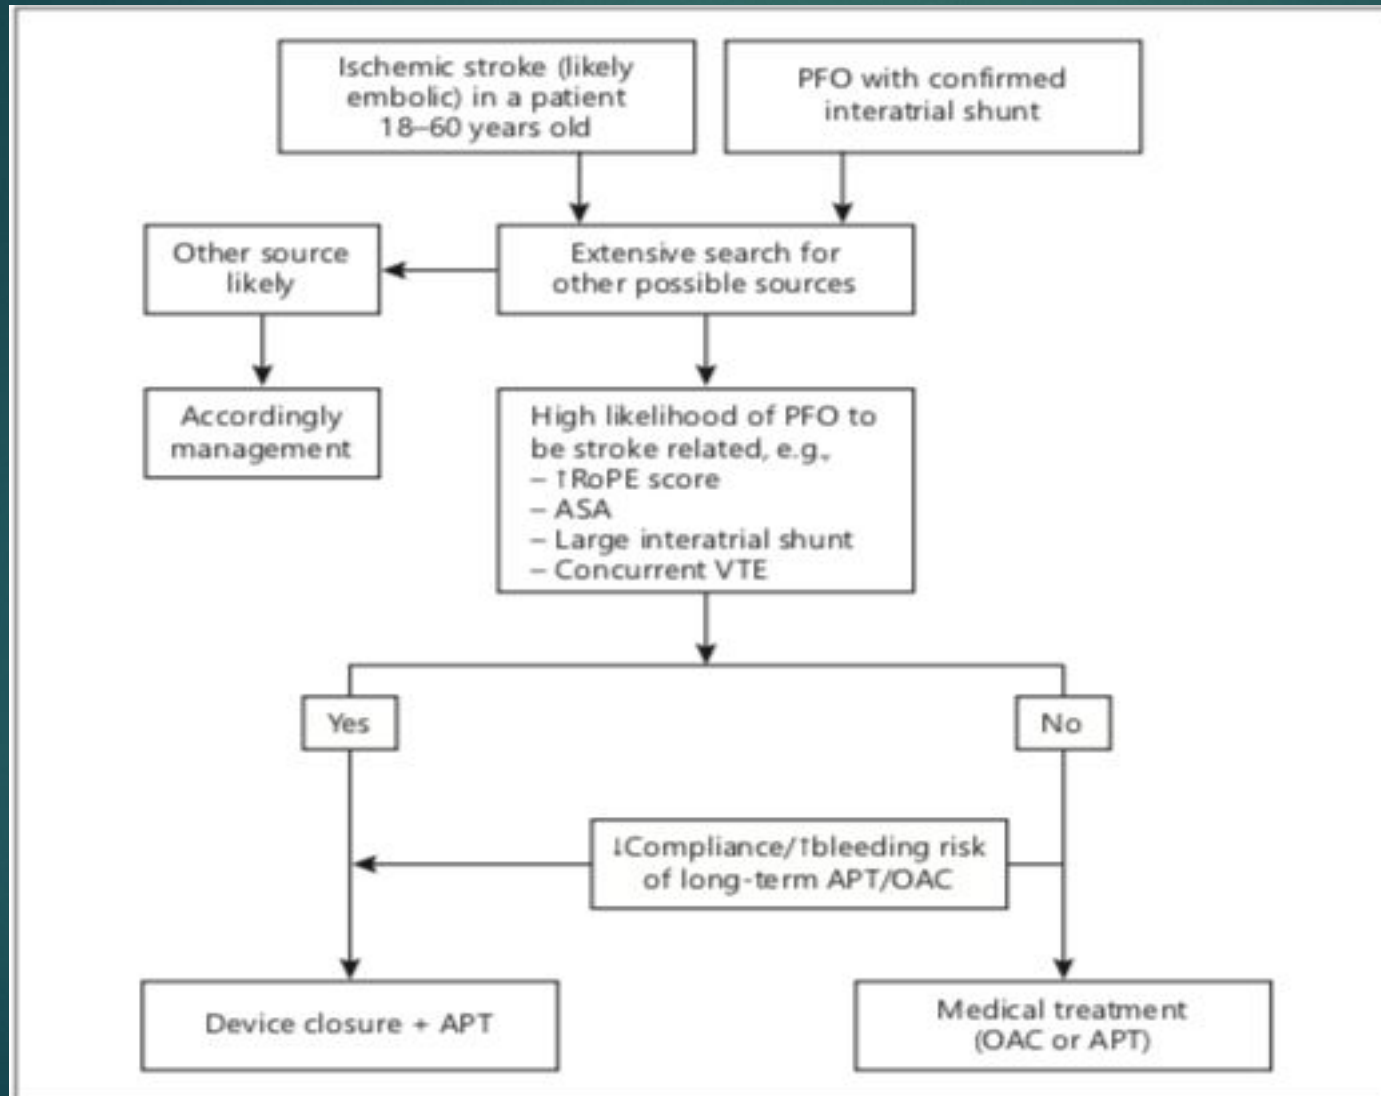 Ischemic stroke (likely
embolic) in a patient
18–60 years old
PFO with confirmed
interatrial shunt
Other source
likely
Extensive search for
other possible sources
Accordingly
management
High likelihood of PFO to
be stroke related, e.g.,
– ↑RoPE score
– ASA
– Large interatrial shunt
– Concurrent VTE
Yes
No
↓Compliance/↑bleeding risk
of long-term APT/OAC
Device closure + APT
Medical treatment
(OAC or APT)